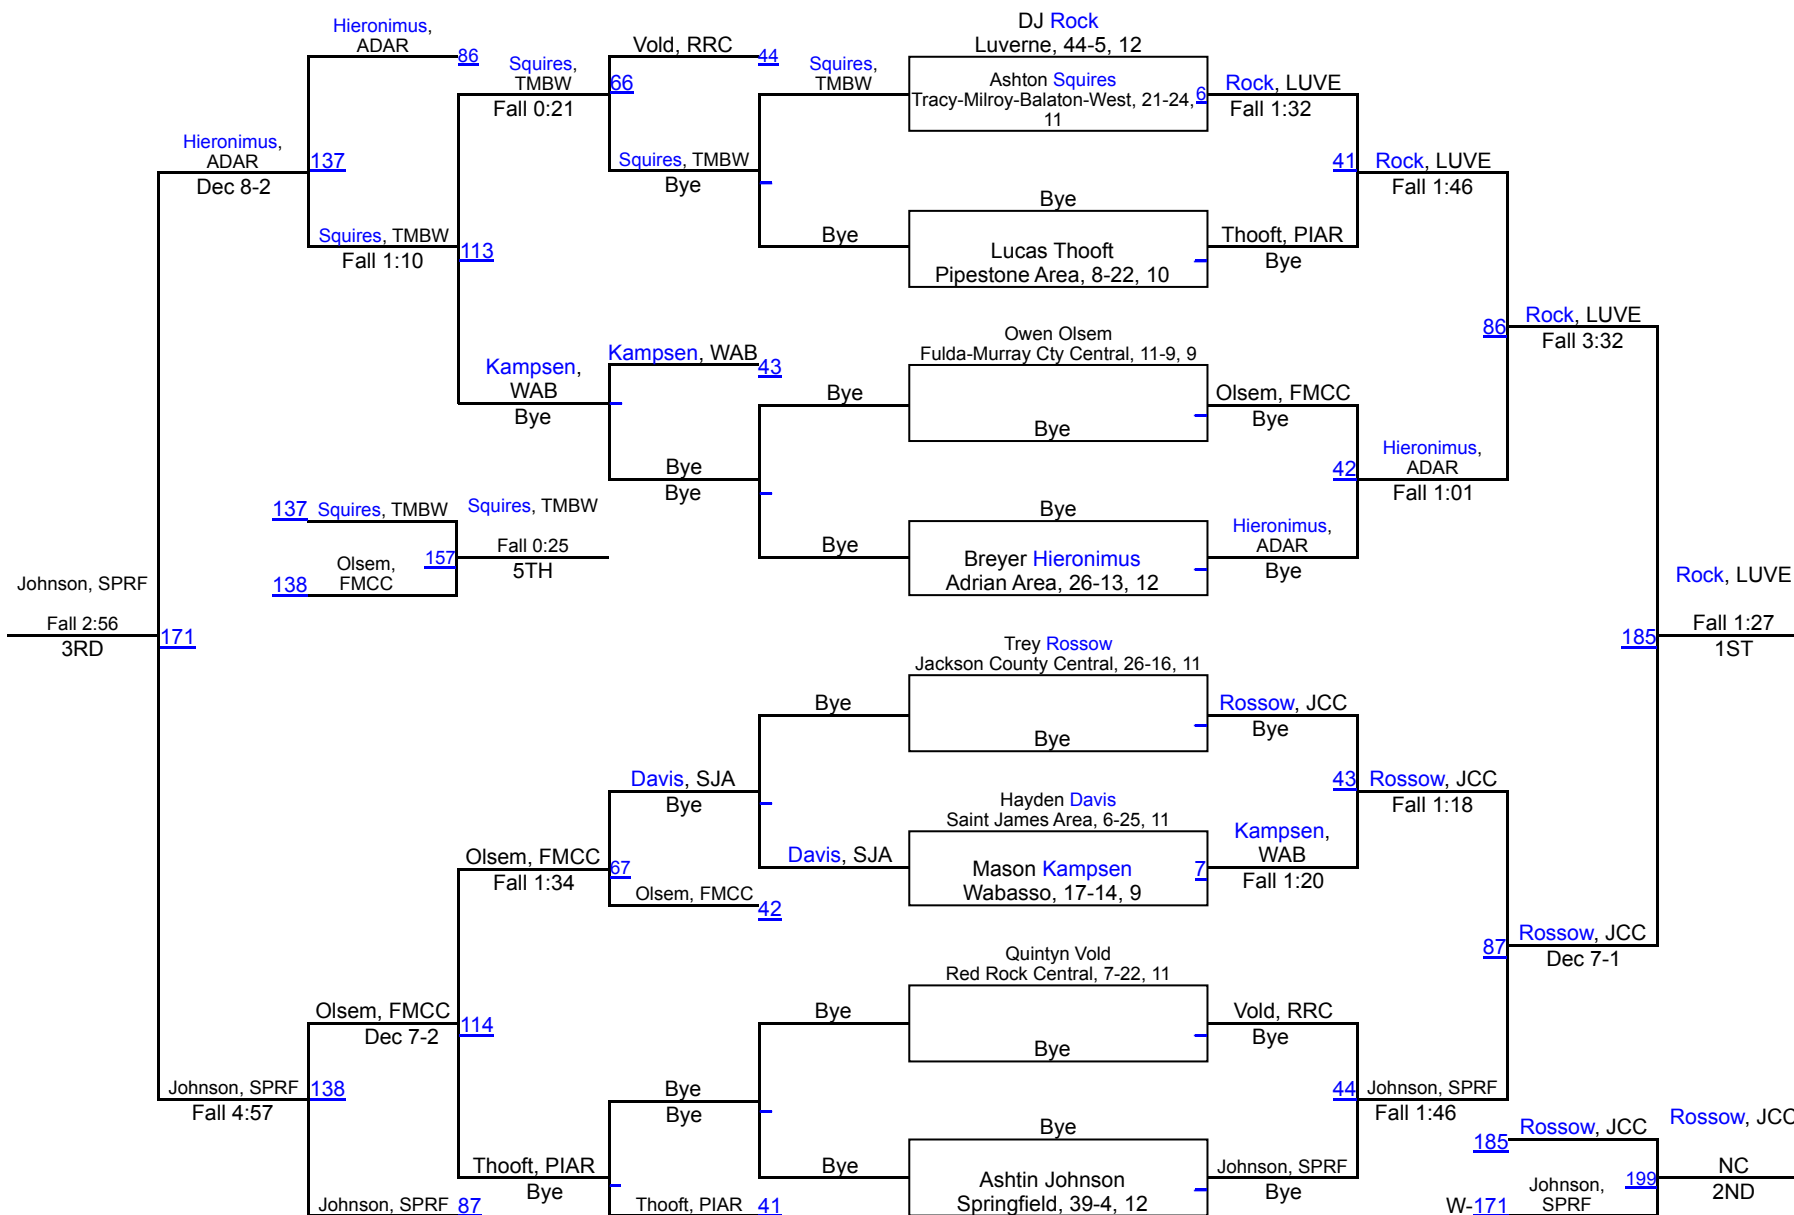 DJ Rock
Luverne, 44-5, 12
Ashton Squires
Tracy-Milroy-Balaton-West, 21-24,
11
6
Rock, LUVE
Fall 1:32
Bye
Lucas Thooft
Pipestone Area, 8-22, 10
Thooft, PIAR
Bye
41
Rock, LUVE
Fall 1:46
Owen Olsem
Fulda-Murray Cty Central, 11-9, 9
Bye
Olsem, FMCC
Bye
Bye
Breyer Hieronimus
Adrian Area, 26-13, 12
Hieronimus,
ADAR
Bye
42
Hieronimus,
ADAR
Fall 1:01
86
Rock, LUVE
Fall 3:32
Trey Rossow
Jackson County Central, 26-16, 11
Bye
Rossow, JCC
Bye
Hayden Davis
Saint James Area, 6-25, 11
Mason Kampsen
Wabasso, 17-14, 9
7
Kampsen,
WAB
Fall 1:20
43
Rossow, JCC
Fall 1:18
Quintyn Vold
Red Rock Central, 7-22, 11
Bye
Vold, RRC
Bye
Bye
Ashtin Johnson
Springfield, 39-4, 12
Johnson, SPRF
Bye
44
Johnson, SPRF
Fall 1:46
87
Rossow, JCC
Dec 7-1
185
Rock, LUVE
Fall 1:27
1ST
185
Rossow, JCC
W-171
Johnson,
SPRF
199
Rossow, JCC
NC
2ND
Squires,
TMBW
Bye
Vold, RRC
44
Squires, TMBW
Bye
66
Squires,
TMBW
Fall 0:21
Bye
Bye
Kampsen, WAB
43
Bye
Bye
Kampsen,
WAB
Bye
113
Squires, TMBW
Fall 1:10
Hieronimus,
ADAR
86
137
Hieronimus,
ADAR
Dec 8-2
137
Squires, TMBW
138
Olsem,
FMCC
157
Squires, TMBW
Fall 0:25
5TH
Bye
Davis, SJA
Davis, SJA
Bye
Olsem, FMCC
42
67
Olsem, FMCC
Fall 1:34
Bye
Bye
Bye
Bye
Thooft, PIAR
41
Thooft, PIAR
Bye
114
Olsem, FMCC
Dec 7-2
Johnson, SPRF
87
138
Johnson, SPRF
Fall 4:57
171
Johnson, SPRF
Fall 2:56
3RD